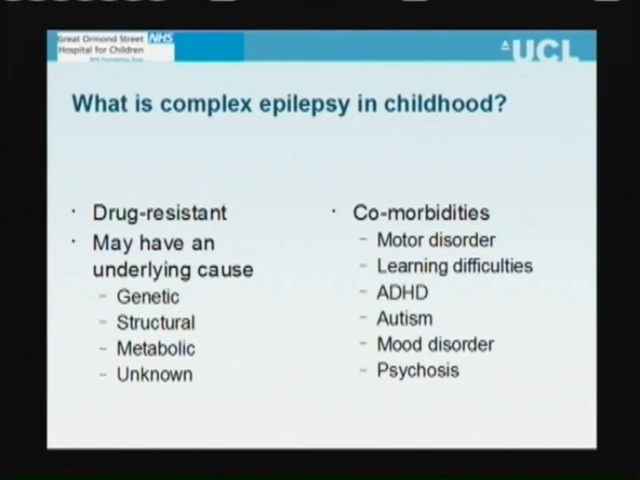 Great Ormond Street NHS
Hospital for Children
NHS Foundation Trust
UCL
What is complex epilepsy in childhood?
· Drug-resistant
· May have an
underlying cause
– Genetic
– Structural
– Metabolic
– Unknown
· Co-morbidities
– Motor disorder
– Learning difficulties
– ADHD
– Autism
– Mood disorder
– Psychosis